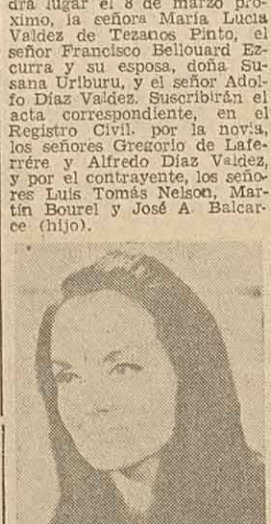 drá lugar el 8 de marzo pró-
ximo, la señora María Lucía
Valdez de Tezanos Pinto, el
señor Francisco Bellouard Ez-
curra y su esposa, doña Su-
sana Uriburu, y el señor Adol-
fo Díaz Valdez. Suscribirán el
acta correspondiente, en el
Registro Civil. por la novia,
los señores Gregorio de Lafe-
rrére y Alfredo Díaz Valdez,
y por el contrayente, los seño-
res Luis Tomás Nelson, Mar-
tín Bourel y José A. Balcar-
ce (hijo).